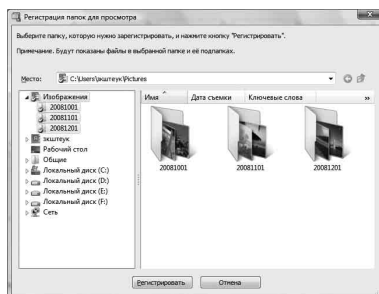 Регистрация папок для просмотра
Выберите папку, которую нужно зарегистрировать, и нажмите кнопку "Регистрировать".
Примечание. Будут показаны файлы в выбранной папке и её подпапках.
Место: C:\Users\зкштеук\Pictures
Изображения
20081001
20081101
20081201
зкштеук
Рабочий стол
Общие
Локальный диск (C:)
Локальный диск (D:)
Локальный диск (E:)
Локальный диск (F:)
Сеть
Имя Дата съемки Ключевые слова »
20081001 20081101 20081201
Регистрировать Отмена